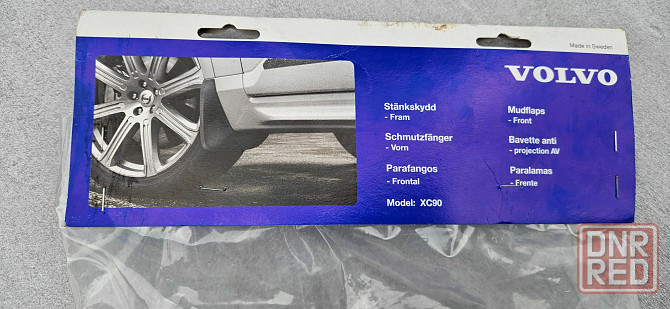 Made in Sweden
VOLVO
Stänkskydd
- Fram
Schmutzfänger
- Vorn
Parafangos
- Frontal
Model: XC90
Mudflaps
- Front
Bavette anti
- projection AV
Paralamas
- Frente
DNR
RED